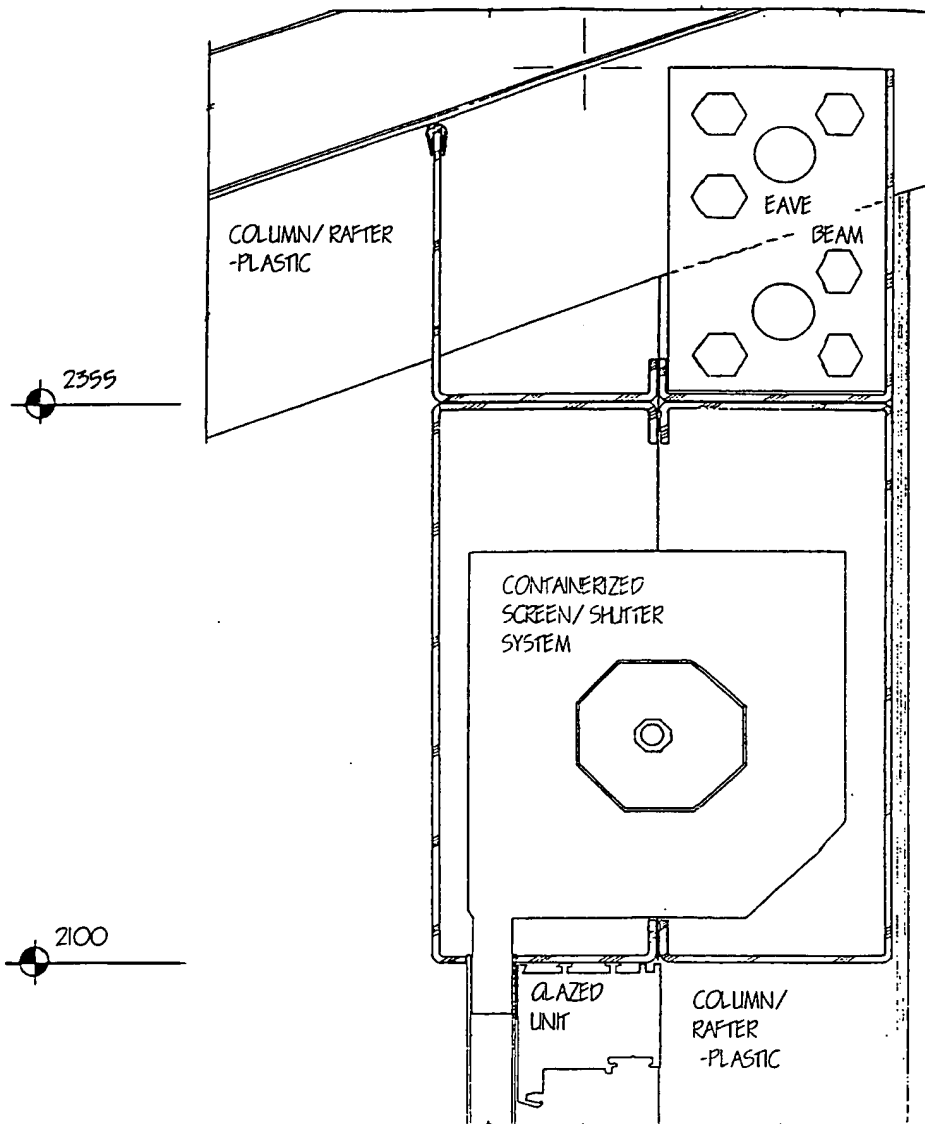 COLUMN/RAFTER
-PLASTIC
EAVE
BEAM
2355
CONTAINERIZED
SCREEN/SHUTTER
SYSTEM
2100
GLAZED
UNIT
COLUMN/
RAFTER
-PLASTIC